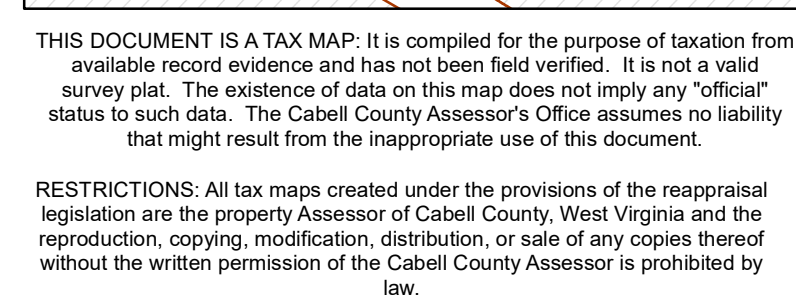 THIS DOCUMENT IS A TAX MAP: It is compiled for the purpose of taxation from
available record evidence and has not been field verified.  It is not a valid
survey plat.  The existence of data on this map does not imply any "official"
status to such data.  The Cabell County Assessor's Office assumes no liability
that might result from the inappropriate use of this document.
RESTRICTIONS: All tax maps created under the provisions of the reappraisal
legislation are the property Assessor of Cabell County, West Virginia and the
reproduction, copying, modification, distribution, or sale of any copies thereof
without the written permission of the Cabell County Assessor is prohibited by
law.